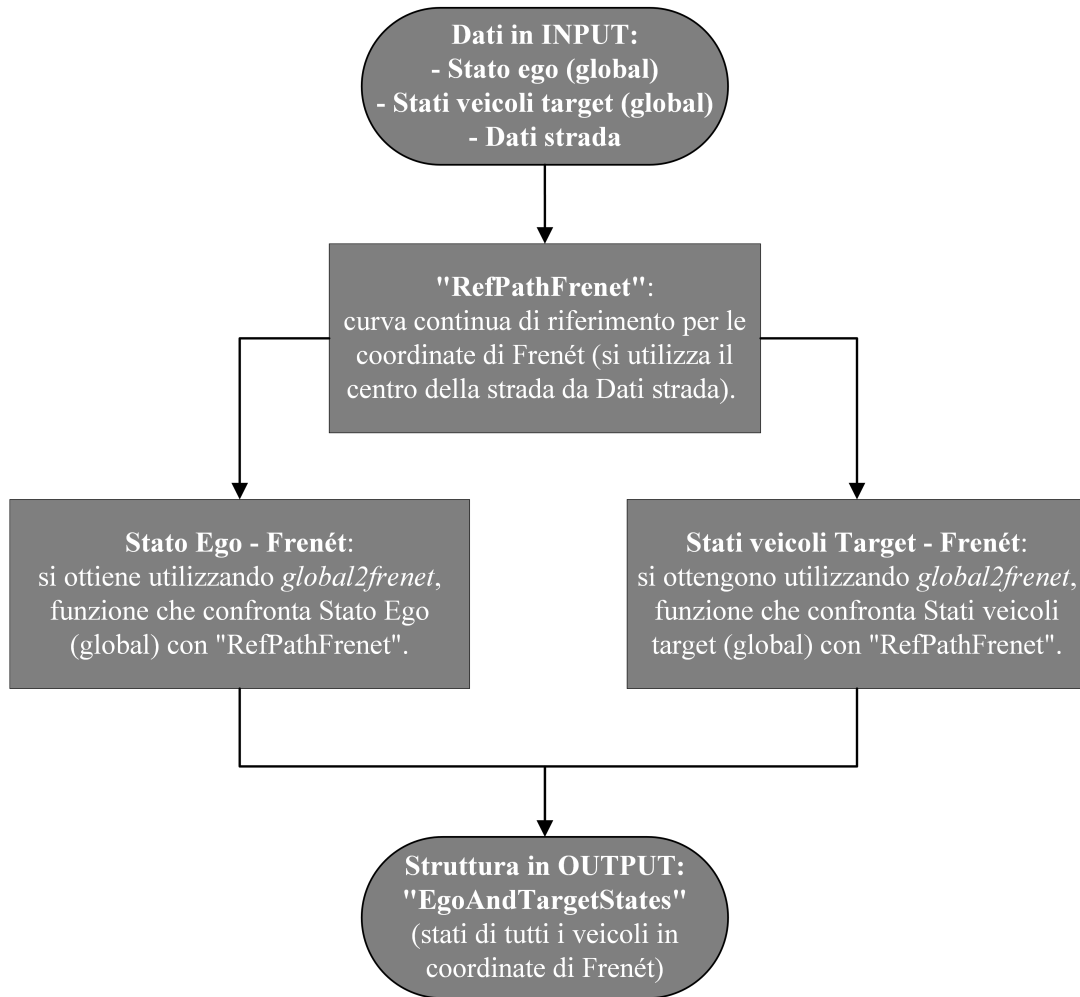 Dati in INPUT:
- Stato ego (global)
- Stati veicoli target (global)
- Dati strada
"RefPathFrenet":
curva continua di riferimento per le
coordinate di Frenét (si utilizza il
centro della strada da Dati strada).
Stato Ego - Frenét:
si ottiene utilizzando global2frenet,
funzione che confronta Stato Ego
(global) con "RefPathFrenet".
Stati veicoli Target - Frenét:
si ottengono utilizzando global2frenet,
funzione che confronta Stati veicoli
target (global) con "RefPathFrenet".
Struttura in OUTPUT:
"EgoAndTargetStates"
(stati di tutti i veicoli in
coordinate di Frenét)